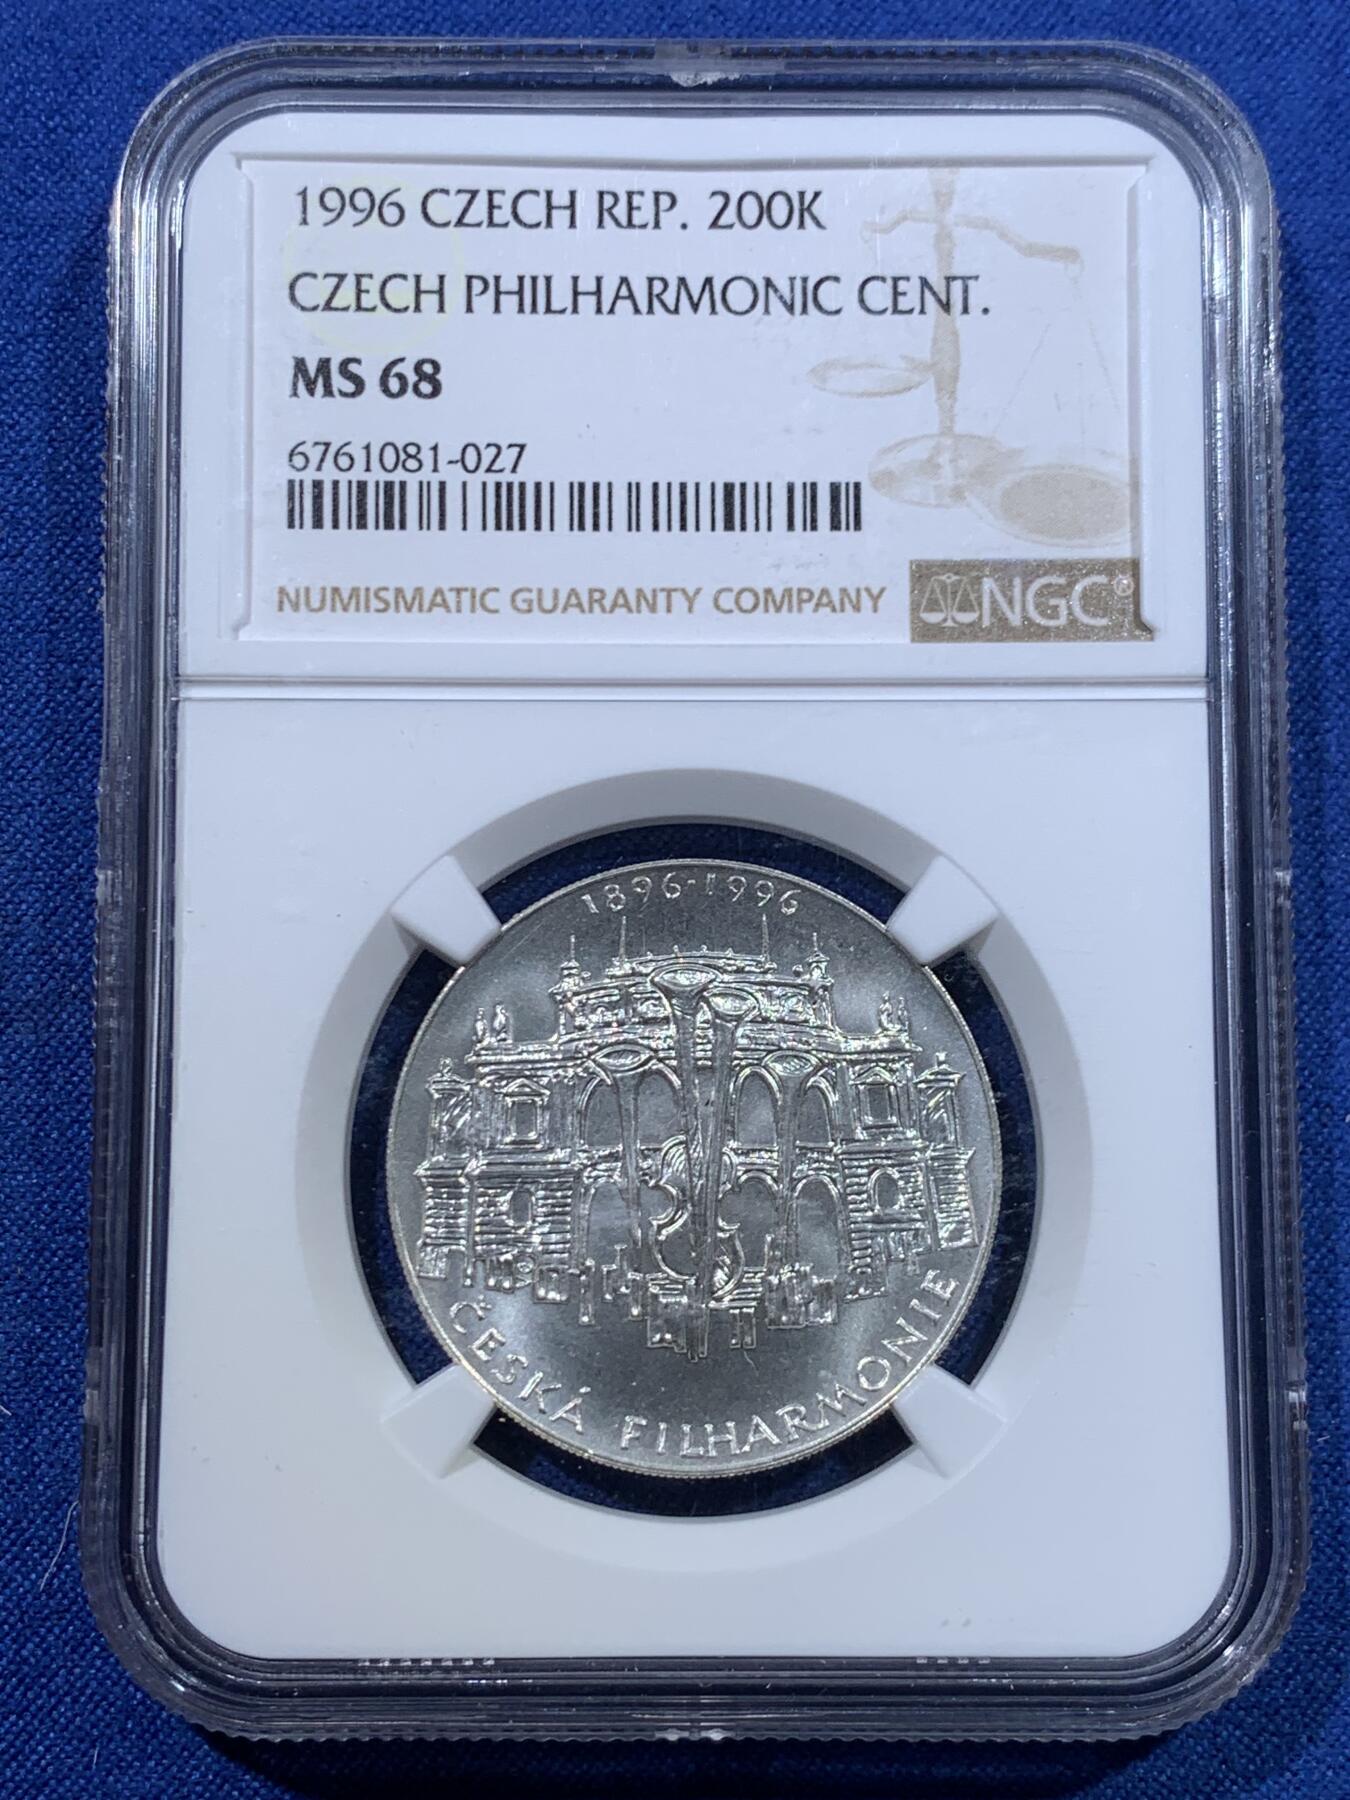 1996 CZECH REP. 200K
CZECH PHILHARMONIC CENT.
MS 68
6761081-027
NUMISMATIC GUARANTY COMPANY
NGC®
1896-1996
ČESKÁ FILHARMONIE